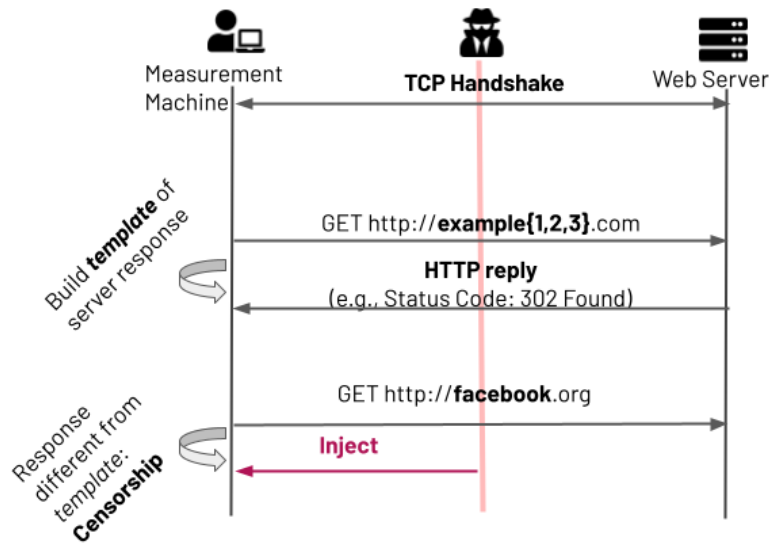 Measurement
Machine
TCP Handshake
Web Server
Build template of
server response
GET http://example{1,2,3}.com
HTTP reply
(e.g., Status Code: 302 Found)
GET http://facebook.org
Response
different from
template:
Censorship
Inject